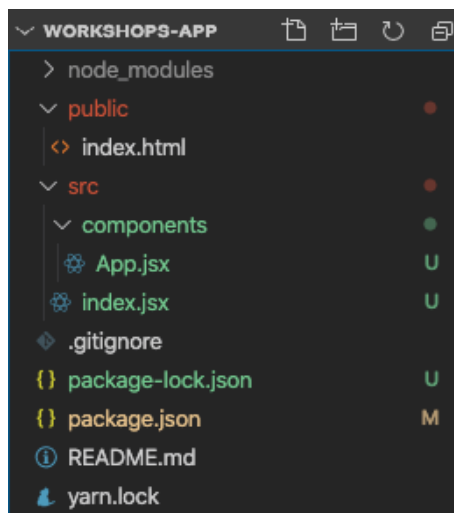 WORKSHOPS-APP
node_modules
public
index.html
src
components
App.jsx U
index.jsx U
.gitignore
{} package-lock.json U
{} package.json M
README.md
yarn.lock